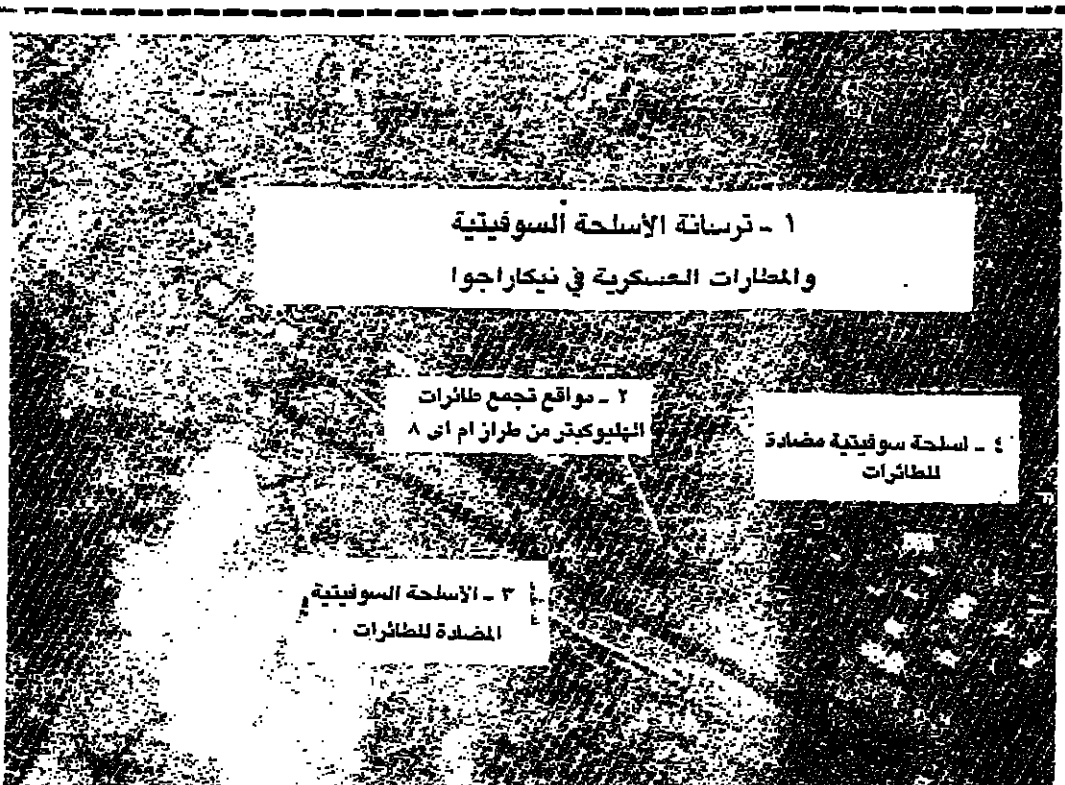 ١ - ترسانة الأسلحة السوفيتية
والمطارات العسكرية في نيكاراجوا
٢ - مواقع تجمع طائرات
الهليوكبتر من طراز ام اى ٨
٤ - اسلحة سوفيتية مضادة
للطائرات
٣ - الأسلحة السوفيتية
المضادة للطائرات